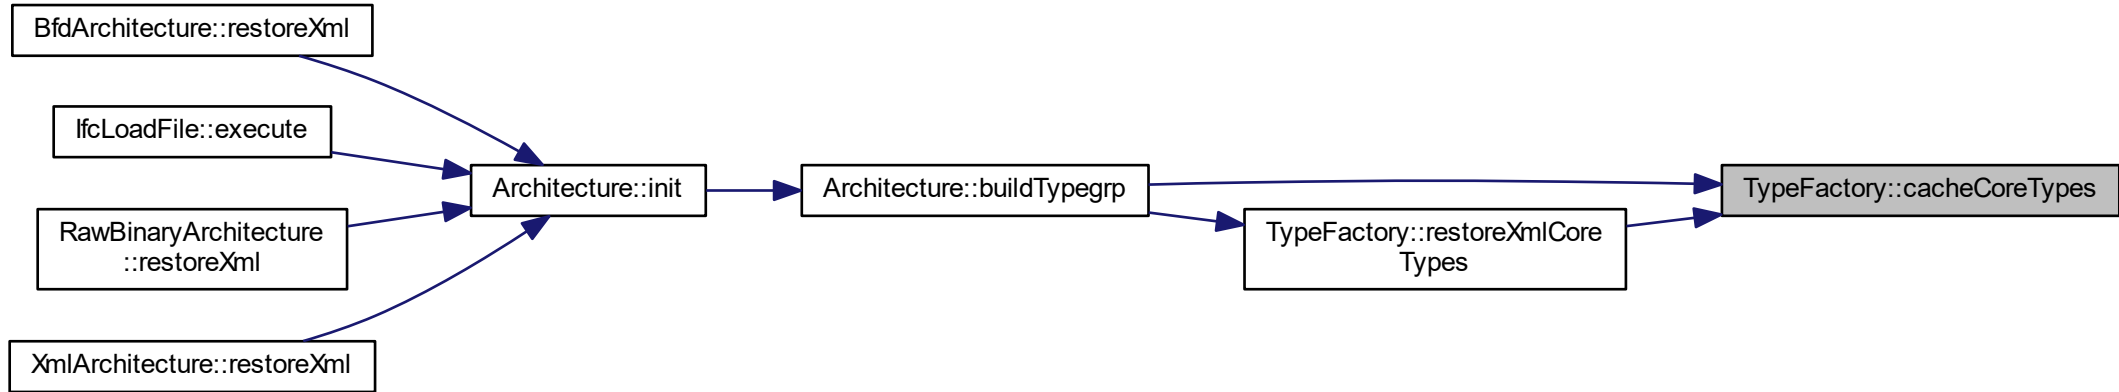 BfdArchitecture::restoreXml
IfcLoadFile::execute
RawBinaryArchitecture
::restoreXml
XmlArchitecture::restoreXml
Architecture::init
Architecture::buildTypegrp
TypeFactory::restoreXmlCore
Types
TypeFactory::cacheCoreTypes